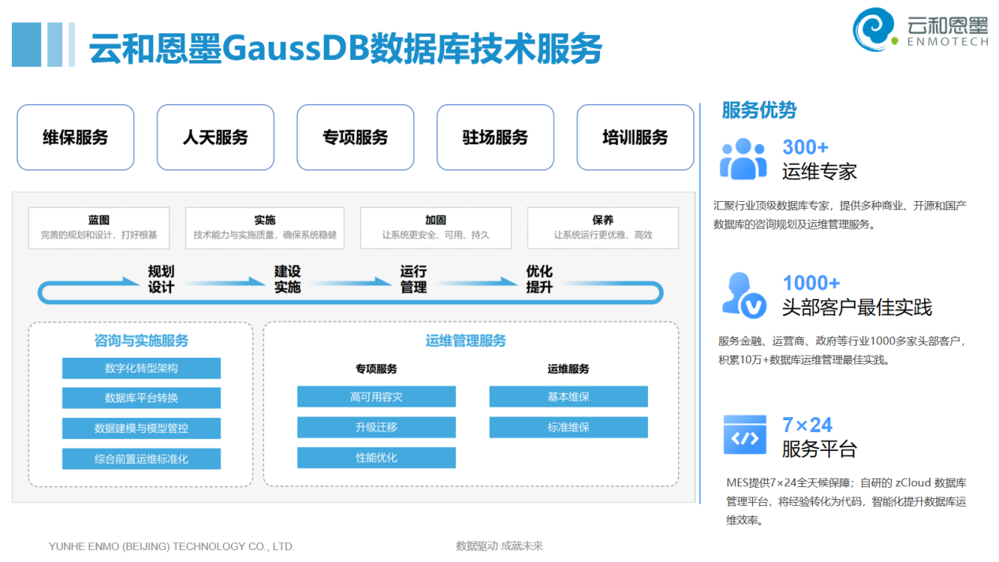 云和恩墨GaussDB数据库技术服务
云和恩墨
ENMOTECH
维保服务
人天服务
专项服务
驻场服务
培训服务
蓝图
完善的规划和设计，打好根基
实施
技术能力与实施质量，确保系统稳健
加固
让系统更安全、可用、持久
保养
让系统运行更优雅、高效
规划
设计
建设
实施
运行
管理
优化
提升
咨询与实施服务
数字化转型架构
数据库平台转换
数据建模与模型管控
综合前置运维标准化
运维管理服务
专项服务
高可用容灾
升级迁移
性能优化
运维服务
基本维保
标准维保
服务优势
300+
运维专家
汇聚行业顶级数据库专家，提供多种商业、开源和国产
数据库的咨询规划及运维管理服务。
1000+
头部客户最佳实践
服务金融、运营商、政府等行业1000多家头部客户，
积累10万+数据库运维管理最佳实践。
7×24
服务平台
MES提供7×24全天候保障；自研的 zCloud 数据库
管理平台，将经验转化为代码，智能化提升数据库运
维效率。
YUNHE ENMO (BEIJING) TECHNOLOGY CO., LTD.
数据驱动·成就未来